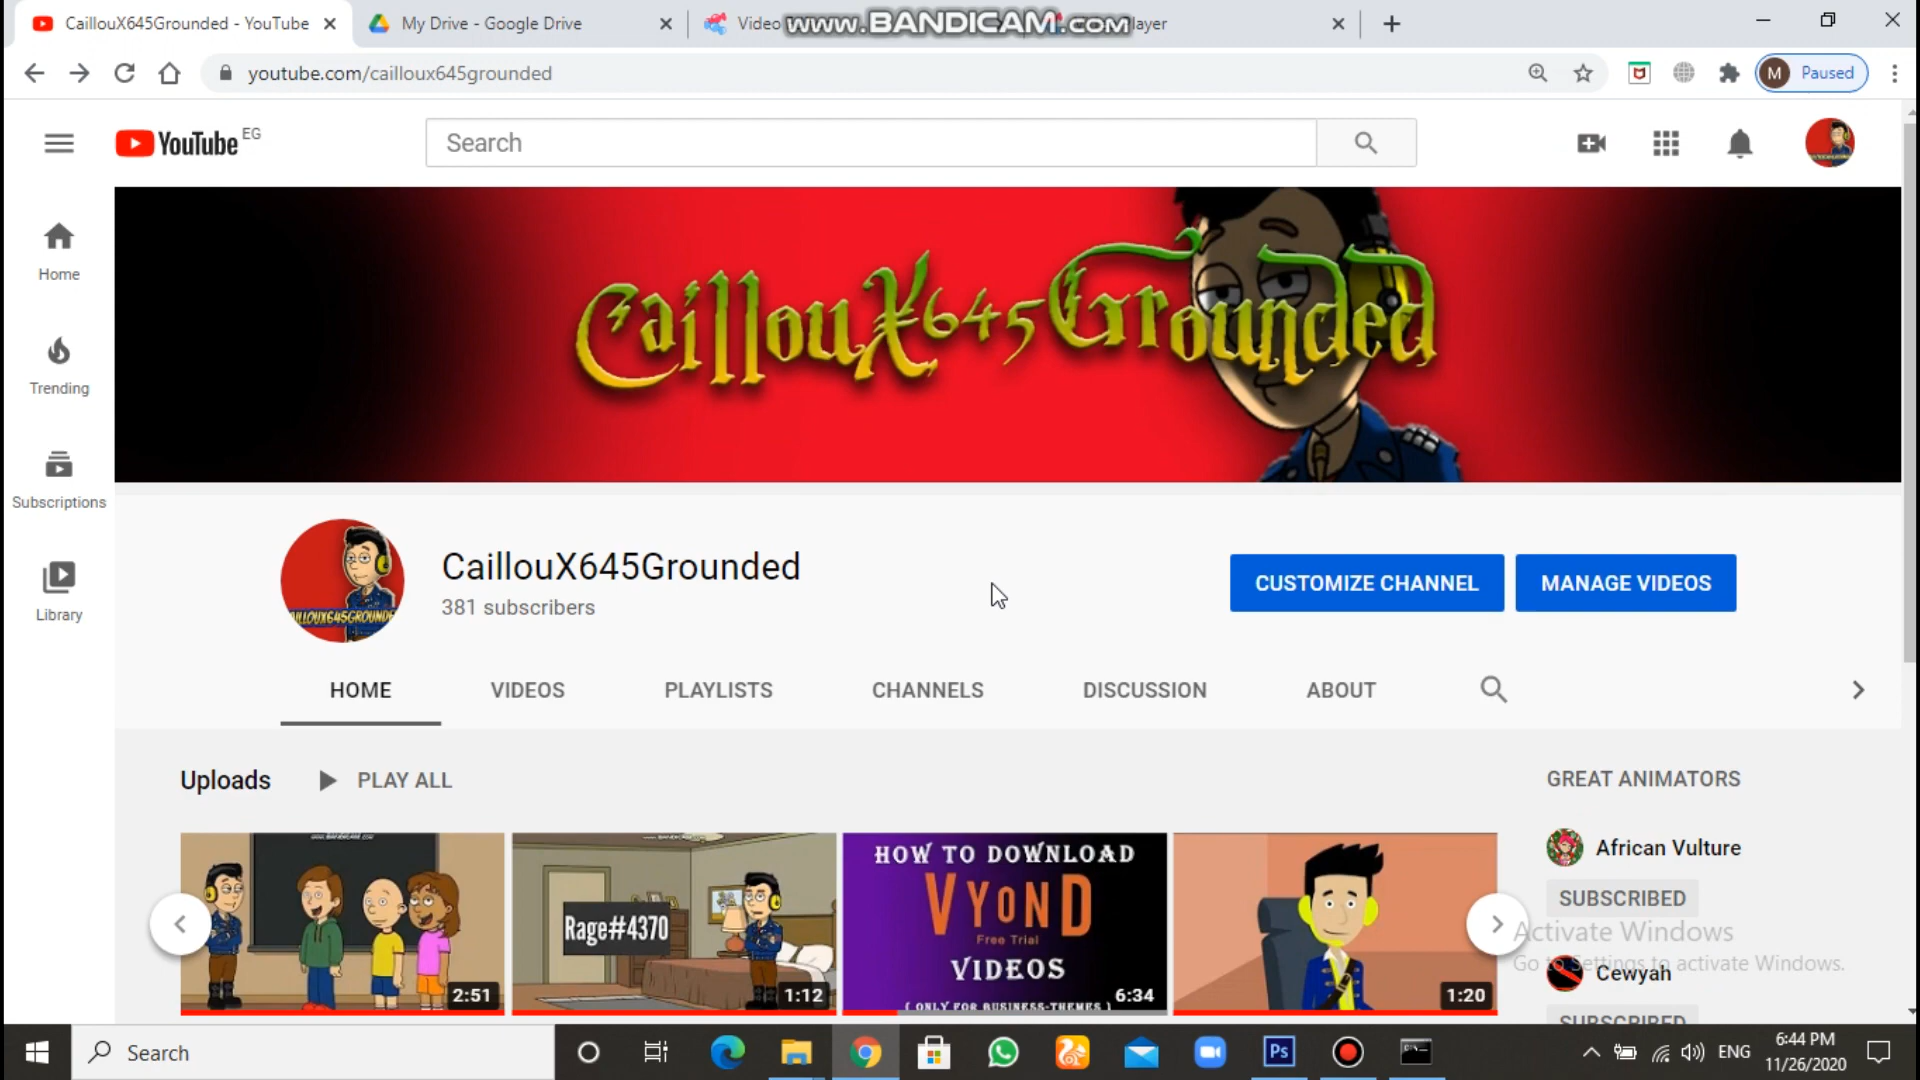 CaillouX645Grounded - YouTube
My Drive - Google Drive
Video
www.BANDICAM.com
layer
youtube.com/cailloux645grounded
M Paused
YouTube EG
Search
Home
Trending
Subscriptions
Library
CaillouX645Grounded
CaillouX645Grounded
381 subscribers
CUSTOMIZE CHANNEL
MANAGE VIDEOS
HOME
VIDEOS
PLAYLISTS
CHANNELS
DISCUSSION
ABOUT
Uploads
PLAY ALL
GREAT ANIMATORS
African Vulture
SUBSCRIBED
Cewyah
SUBSCRIBED
2:51
Rage#4370
1:12
HOW TO DOWNLOAD
VYOND
Free Trial
VIDEOS
( ONLY FOR BUSINESS-THEMES )
6:34
1:20
Activate Windows
Go to Settings to activate Windows.
Search
Ps
ENG
6:44 PM
11/26/2020